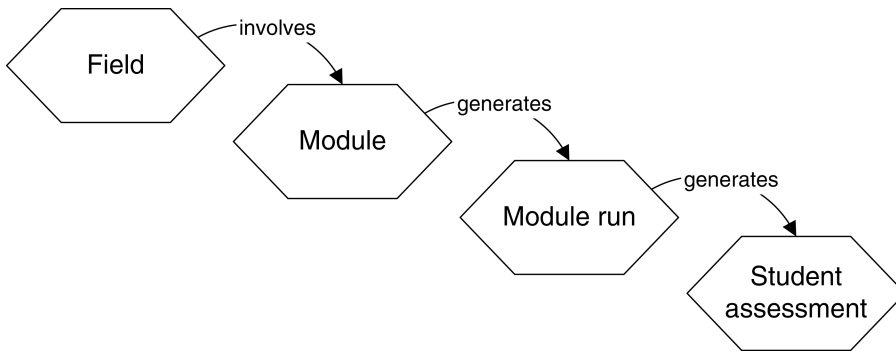 Field
involves
Module
generates
Module run
generates
Student
assessment